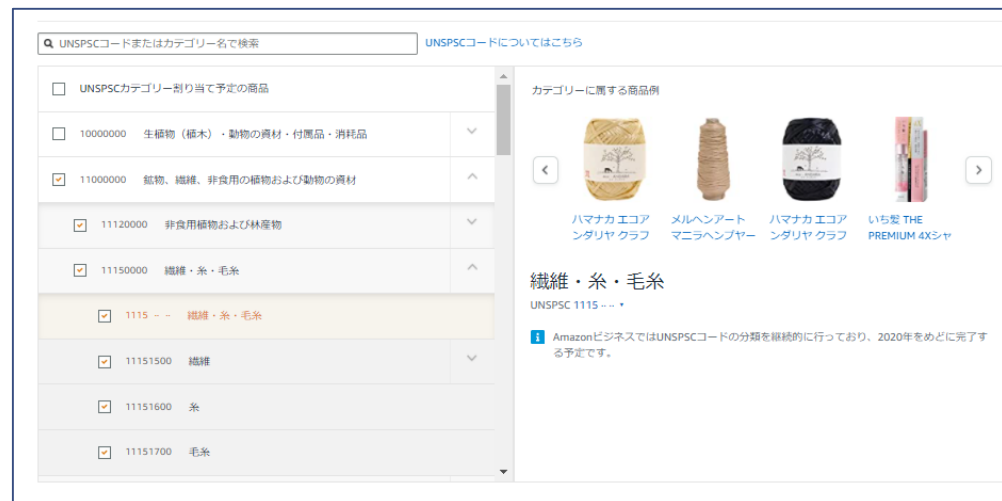 UNSPSCコードまたはカテゴリー名で検索
UNSPSCコードについてはこちら
UNSPSCカテゴリー割り当て予定の商品
10000000 生植物（植木）・動物の資材・付属品・消耗品
11000000 鉱物、繊維、非食用の植物および動物の資材
11120000 非食用植物および林産物
11150000 繊維・糸・毛糸
1115 -- -- 繊維・糸・毛糸
11151500 繊維
11151600 糸
11151700 毛糸
カテゴリーに属する商品例
ハマナカ エコア
ンダリヤ クラフ
メルヘンアート
マニラヘンプヤー
ハマナカ エコア
ンダリヤ クラフ
いち髪 THE
PREMIUM 4Xシャ
繊維・糸・毛糸
UNSPSC 1115 -- --
AmazonビジネスではUNSPSCコードの分類を継続的に行っており、2020年をめどに完了す
る予定です。